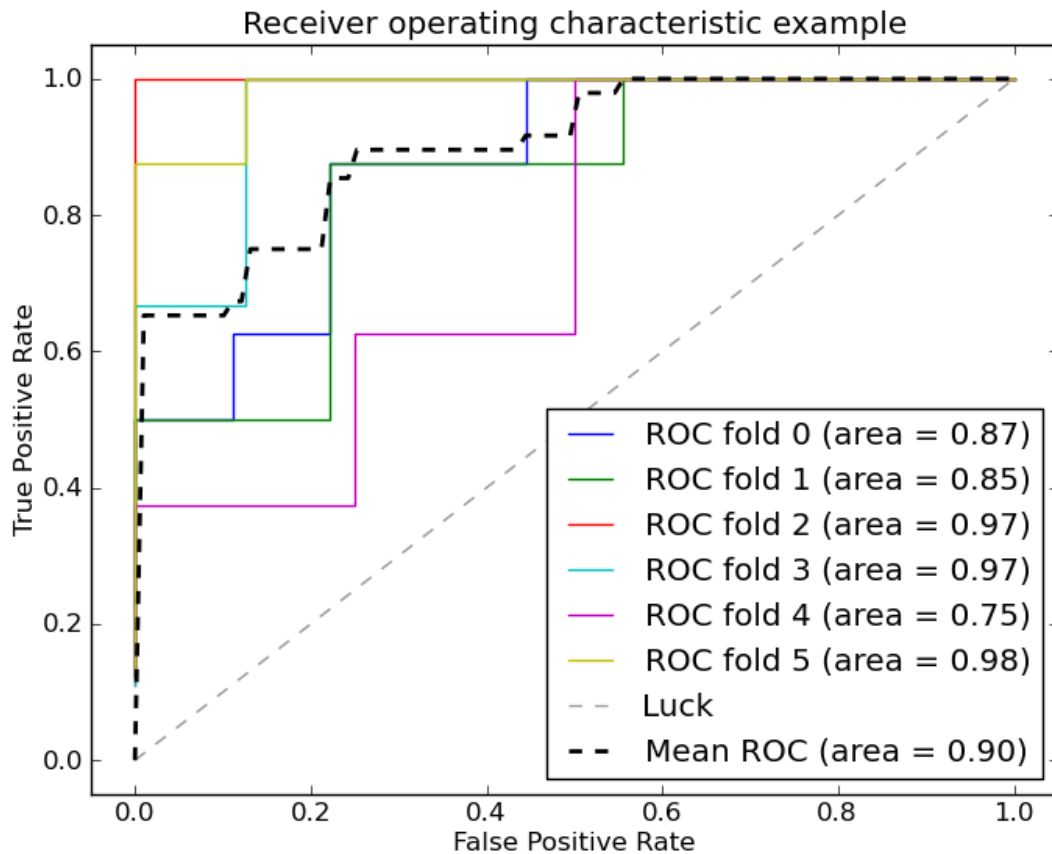 Receiver operating characteristic example
True Positive Rate
1.0
0.8
0.6
0.4
0.2
0.0
ROC fold 0 (area = 0.87)
ROC fold 1 (area = 0.85)
ROC fold 2 (area = 0.97)
ROC fold 3 (area = 0.97)
ROC fold 4 (area = 0.75)
ROC fold 5 (area = 0.98)
Luck
Mean ROC (area = 0.90)
0.0 0.2 0.4 0.6 0.8 1.0
False Positive Rate